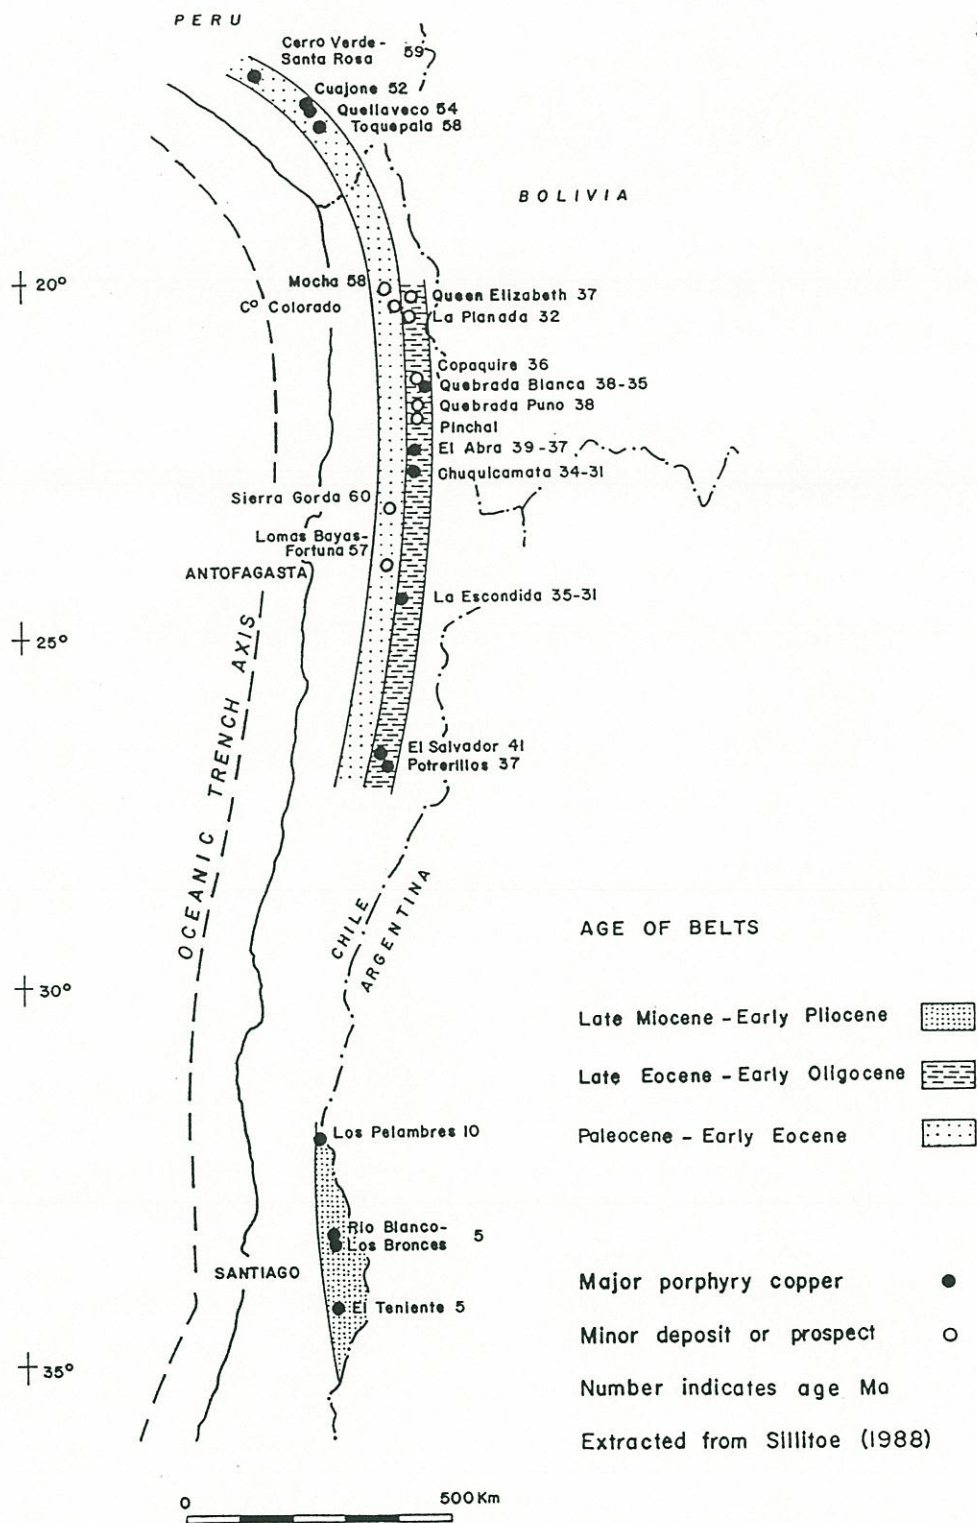 PERU
Cerro Verde-
Santa Rosa 59
Cuajone 52
Quellaveco 54
Toquepala 58
BOLIVIA
20°
Mocha 58
Cº Colorado
Queen Elizabeth 37
La Planada 32
Copaquire 36
Quebrada Blanca 38-35
Quebrada Puno 38
Pinchal
El Abra 39-37
Chuquicamata 34-31
Sierra Gorda 60
Lomas Bayas-
Fortuna 57
ANTOFAGASTA
La Escondida 35-31
25°
OCEANIC TRENCH AXIS
El Salvador 41
Potrerillos 37
CHILE
ARGENTINA
30°
Los Pelambres 10
Rio Blanco-
Los Bronces 5
SANTIAGO
El Teniente 5
35°
AGE OF BELTS
Late Miocene - Early Pliocene
Late Eocene - Early Oligocene
Paleocene - Early Eocene
Major porphyry copper
Minor deposit or prospect
Number indicates age Ma
Extracted from Sillitoe (1988)
0 500 Km